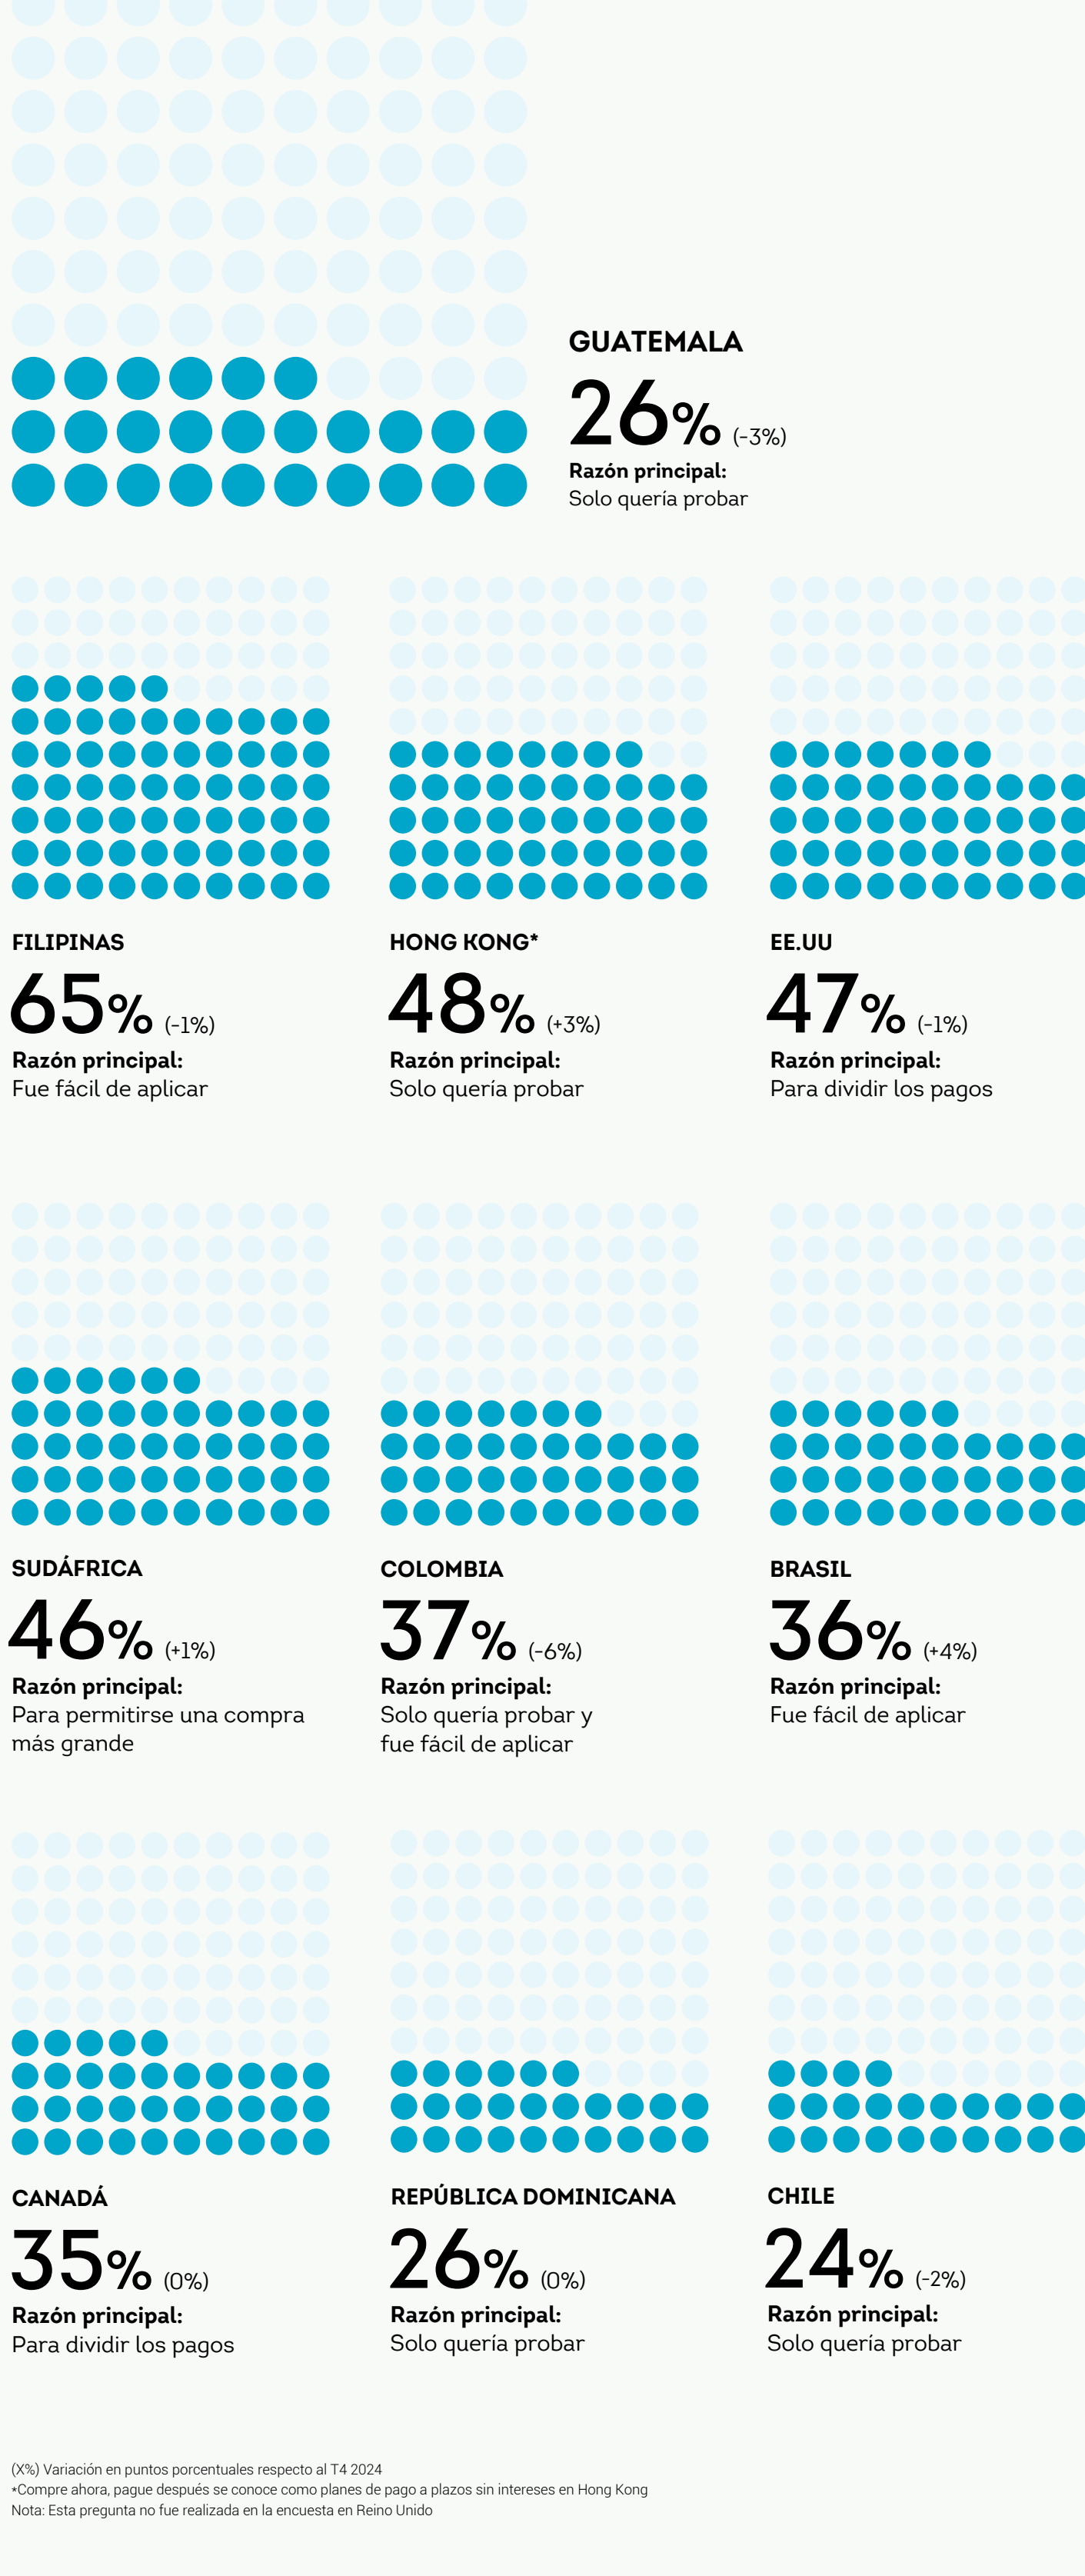 GUATEMALA
26% (-3%)
Razón principal:
Solo quería probar
FILIPINAS
65% (-1%)
Razón principal:
Fue fácil de aplicar
HONG KONG*
48% (+3%)
Razón principal:
Solo quería probar
EE.UU
47% (-1%)
Razón principal:
Para dividir los pagos
SUDÁFRICA
46% (+1%)
Razón principal:
Para permitirse una compra
más grande
COLOMBIA
37% (-6%)
Razón principal:
Solo quería probar y
fue fácil de aplicar
BRASIL
36% (+4%)
Razón principal:
Fue fácil de aplicar
CANADÁ
35% (0%)
Razón principal:
Para dividir los pagos
REPÚBLICA DOMINICANA
26% (0%)
Razón principal:
Solo quería probar
CHILE
24% (-2%)
Razón principal:
Solo quería probar
(X%) Variación en puntos porcentuales respecto al T4 2024
*Compre ahora, pague después se conoce como planes de pago a plazos sin intereses en Hong Kong
Nota: Esta pregunta no fue realizada en la encuesta en Reino Unido